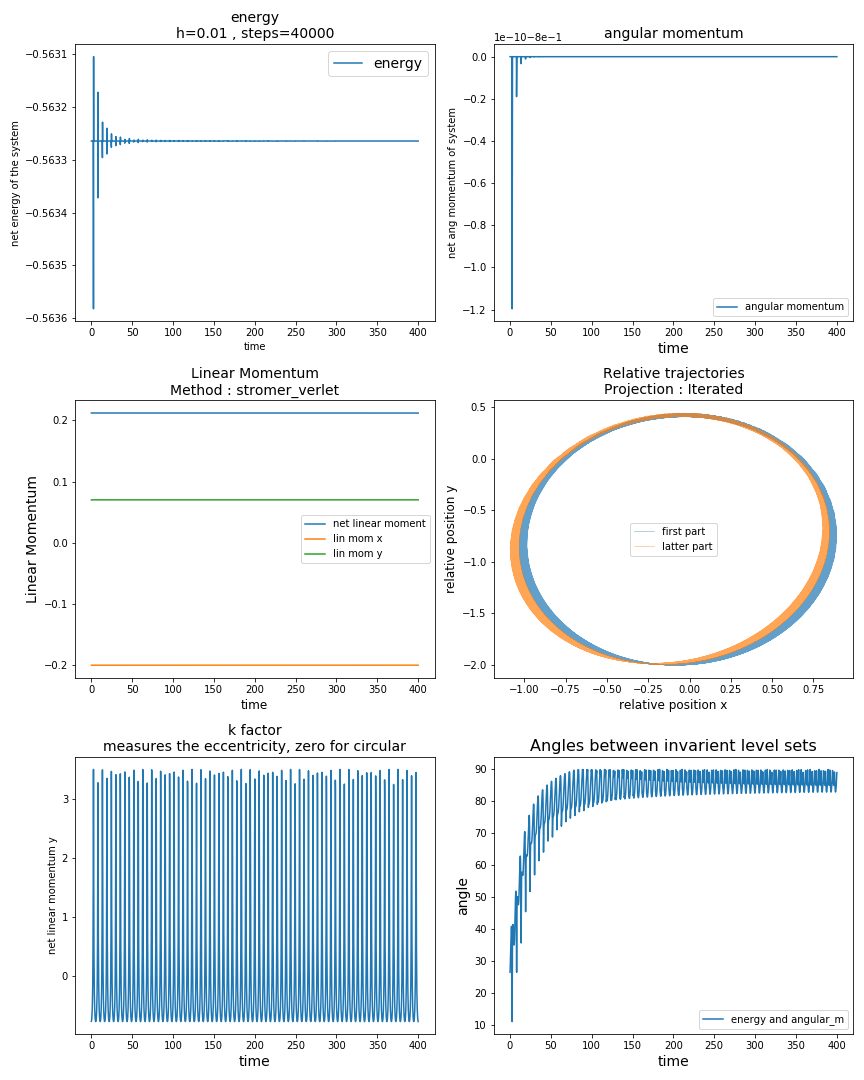 energy
h=0.01 , steps=40000
−0.5631
−0.5632
−0.5633
−0.5634
−0.5635
−0.5636
net energy of the system
energy
0 50 100 150 200 250 300 350 400
time
angular momentum
1e−10−8e−1
0.0
−0.2
−0.4
−0.6
−0.8
−1.0
−1.2
net ang momentum of system
angular momentum
0 50 100 150 200 250 300 350 400
time
Linear Momentum
Method : stromer_verlet
0.2
0.1
0.0
−0.1
−0.2
Linear Momentum
net linear moment
lin mom x
lin mom y
0 50 100 150 200 250 300 350 400
time
Relative trajectories
Projection : Iterated
0.5
0.0
−0.5
−1.0
−1.5
−2.0
relative position y
first part
latter part
−1.00 −0.75 −0.50 −0.25 0.00 0.25 0.50 0.75
relative position x
k factor
measures the eccentricity, zero for circular
3
2
1
0
net linear momentum y
0 50 100 150 200 250 300 350 400
time
Angles between invarient level sets
90
80
70
60
50
40
30
20
10
angle
energy and angular_m
0 50 100 150 200 250 300 350 400
time